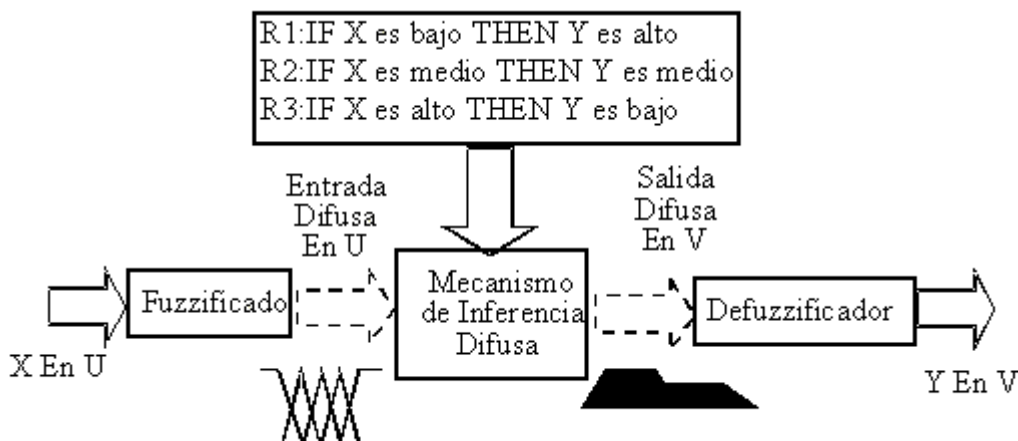 R1:IF X es bajo THEN Y es alto
R2:IF X es medio THEN Y es medio
R3:IF X es alto THEN Y es bajo
Entrada
Difusa
En U
Salida
Difusa
En V
Fuzzificado
Mecanismo
de Inferencia
Difusa
Defuzzificador
X En U
Y En V